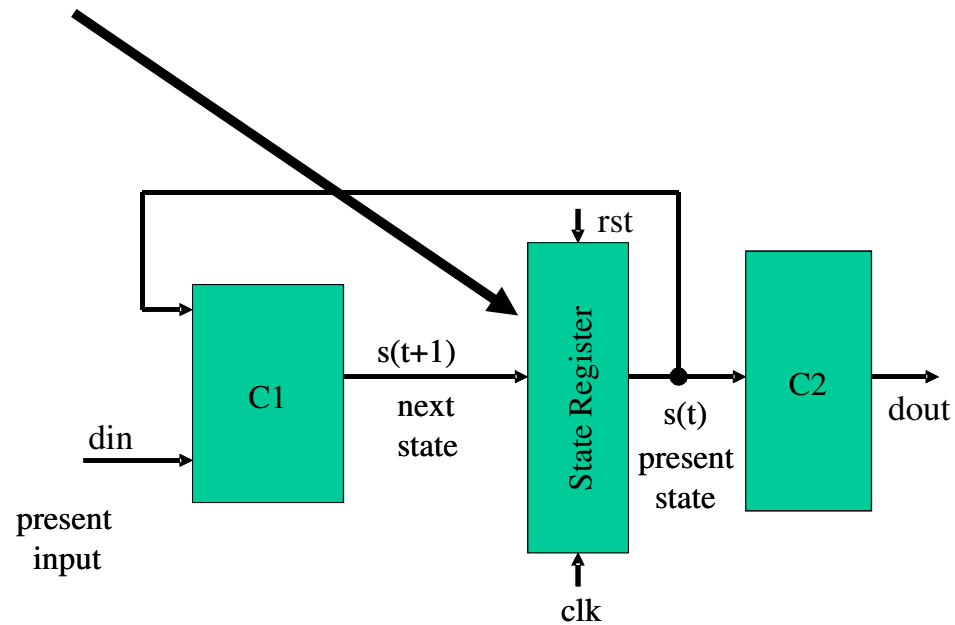 rst
s(t+1)
next
state
C1
din
present
input
State Register
s(t)
present
state
C2
dout
clk